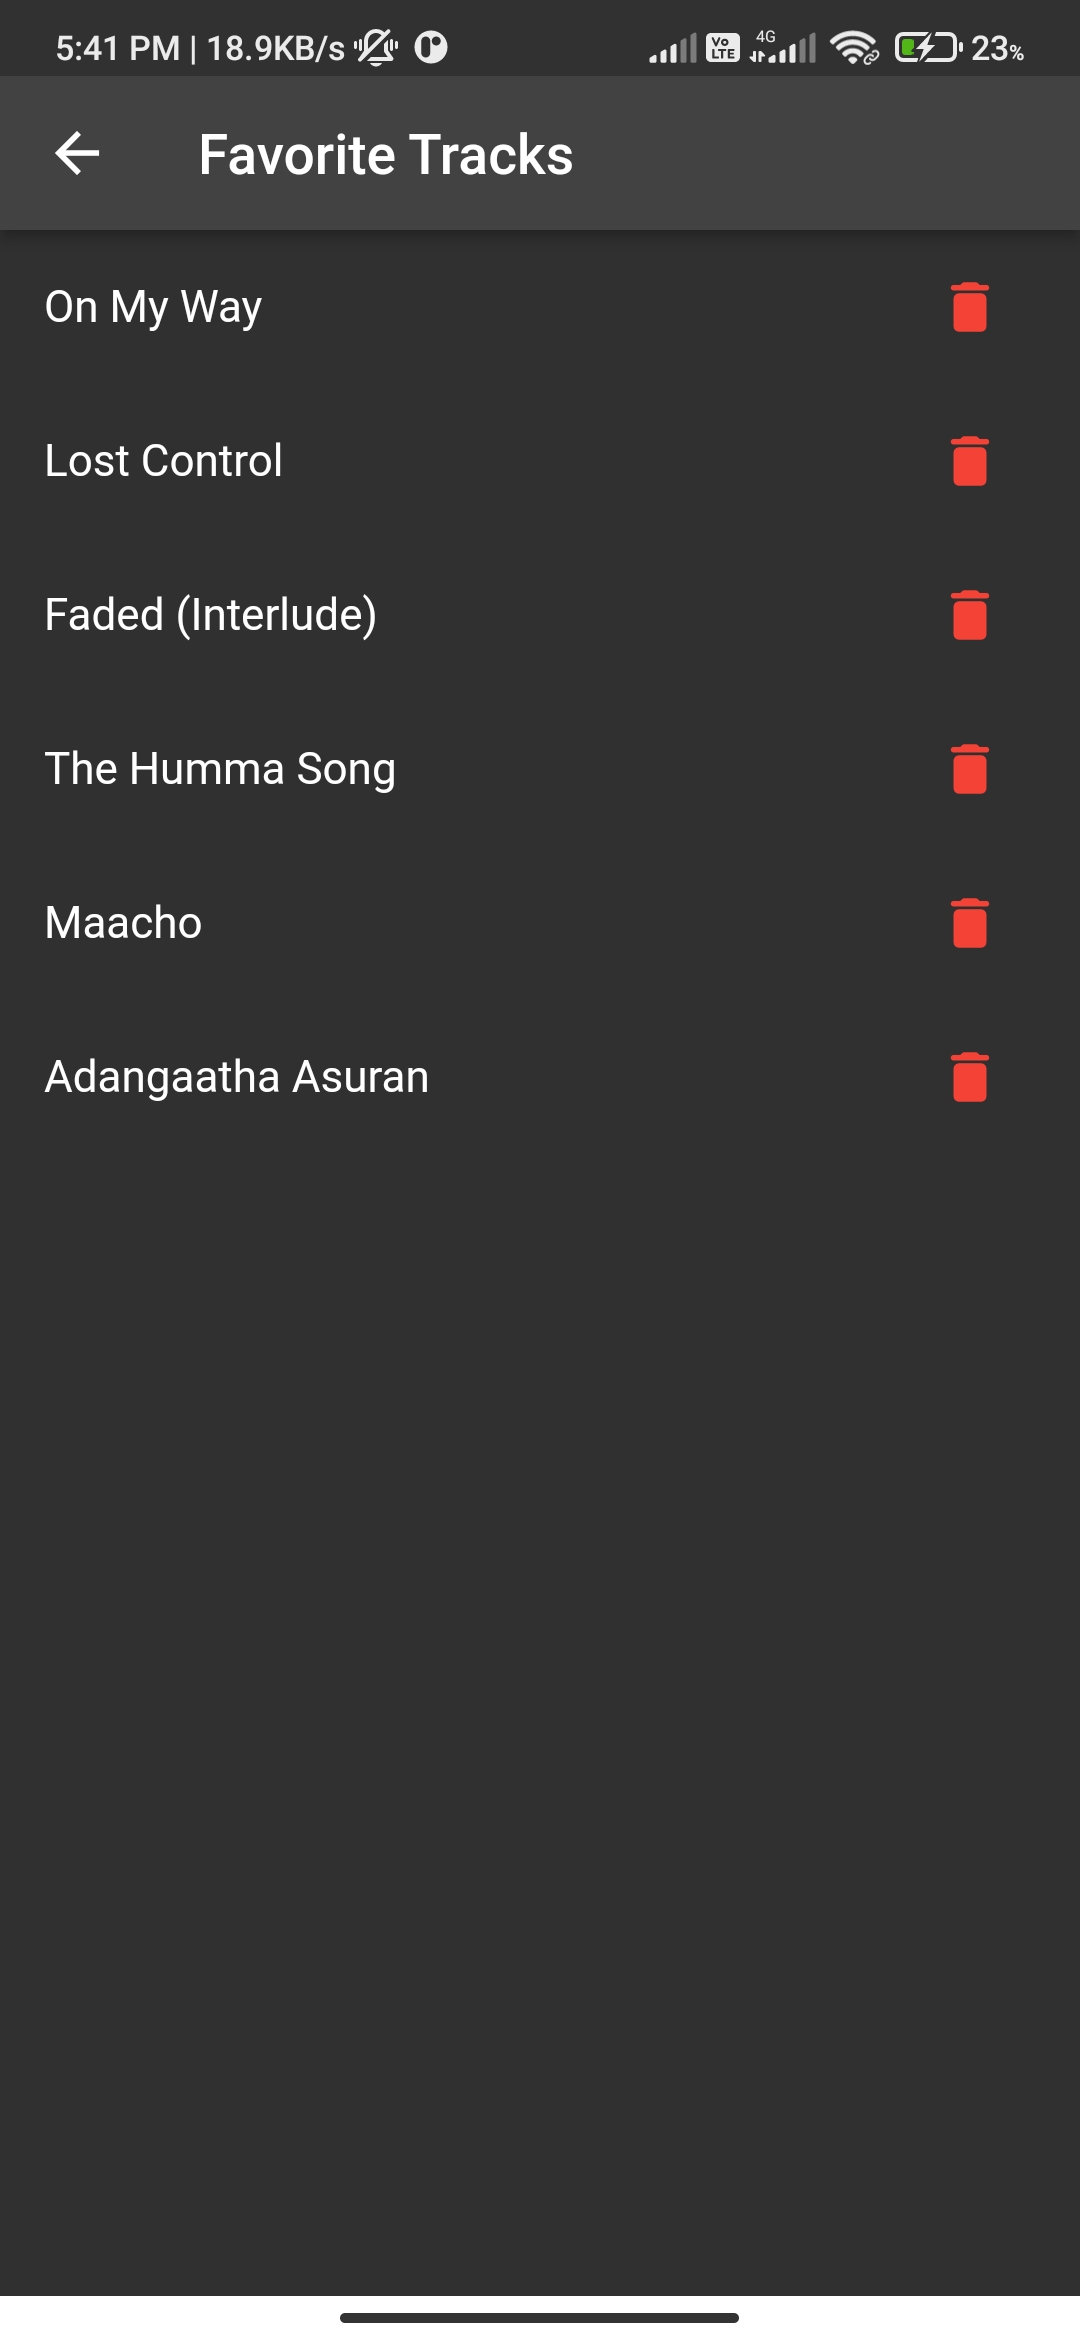 5:41 PM | 18.9KB/s Vo LTE 4G 23%
Favorite Tracks
On My Way
Lost Control
Faded (Interlude)
The Humma Song
Maacho
Adangaatha Asuran